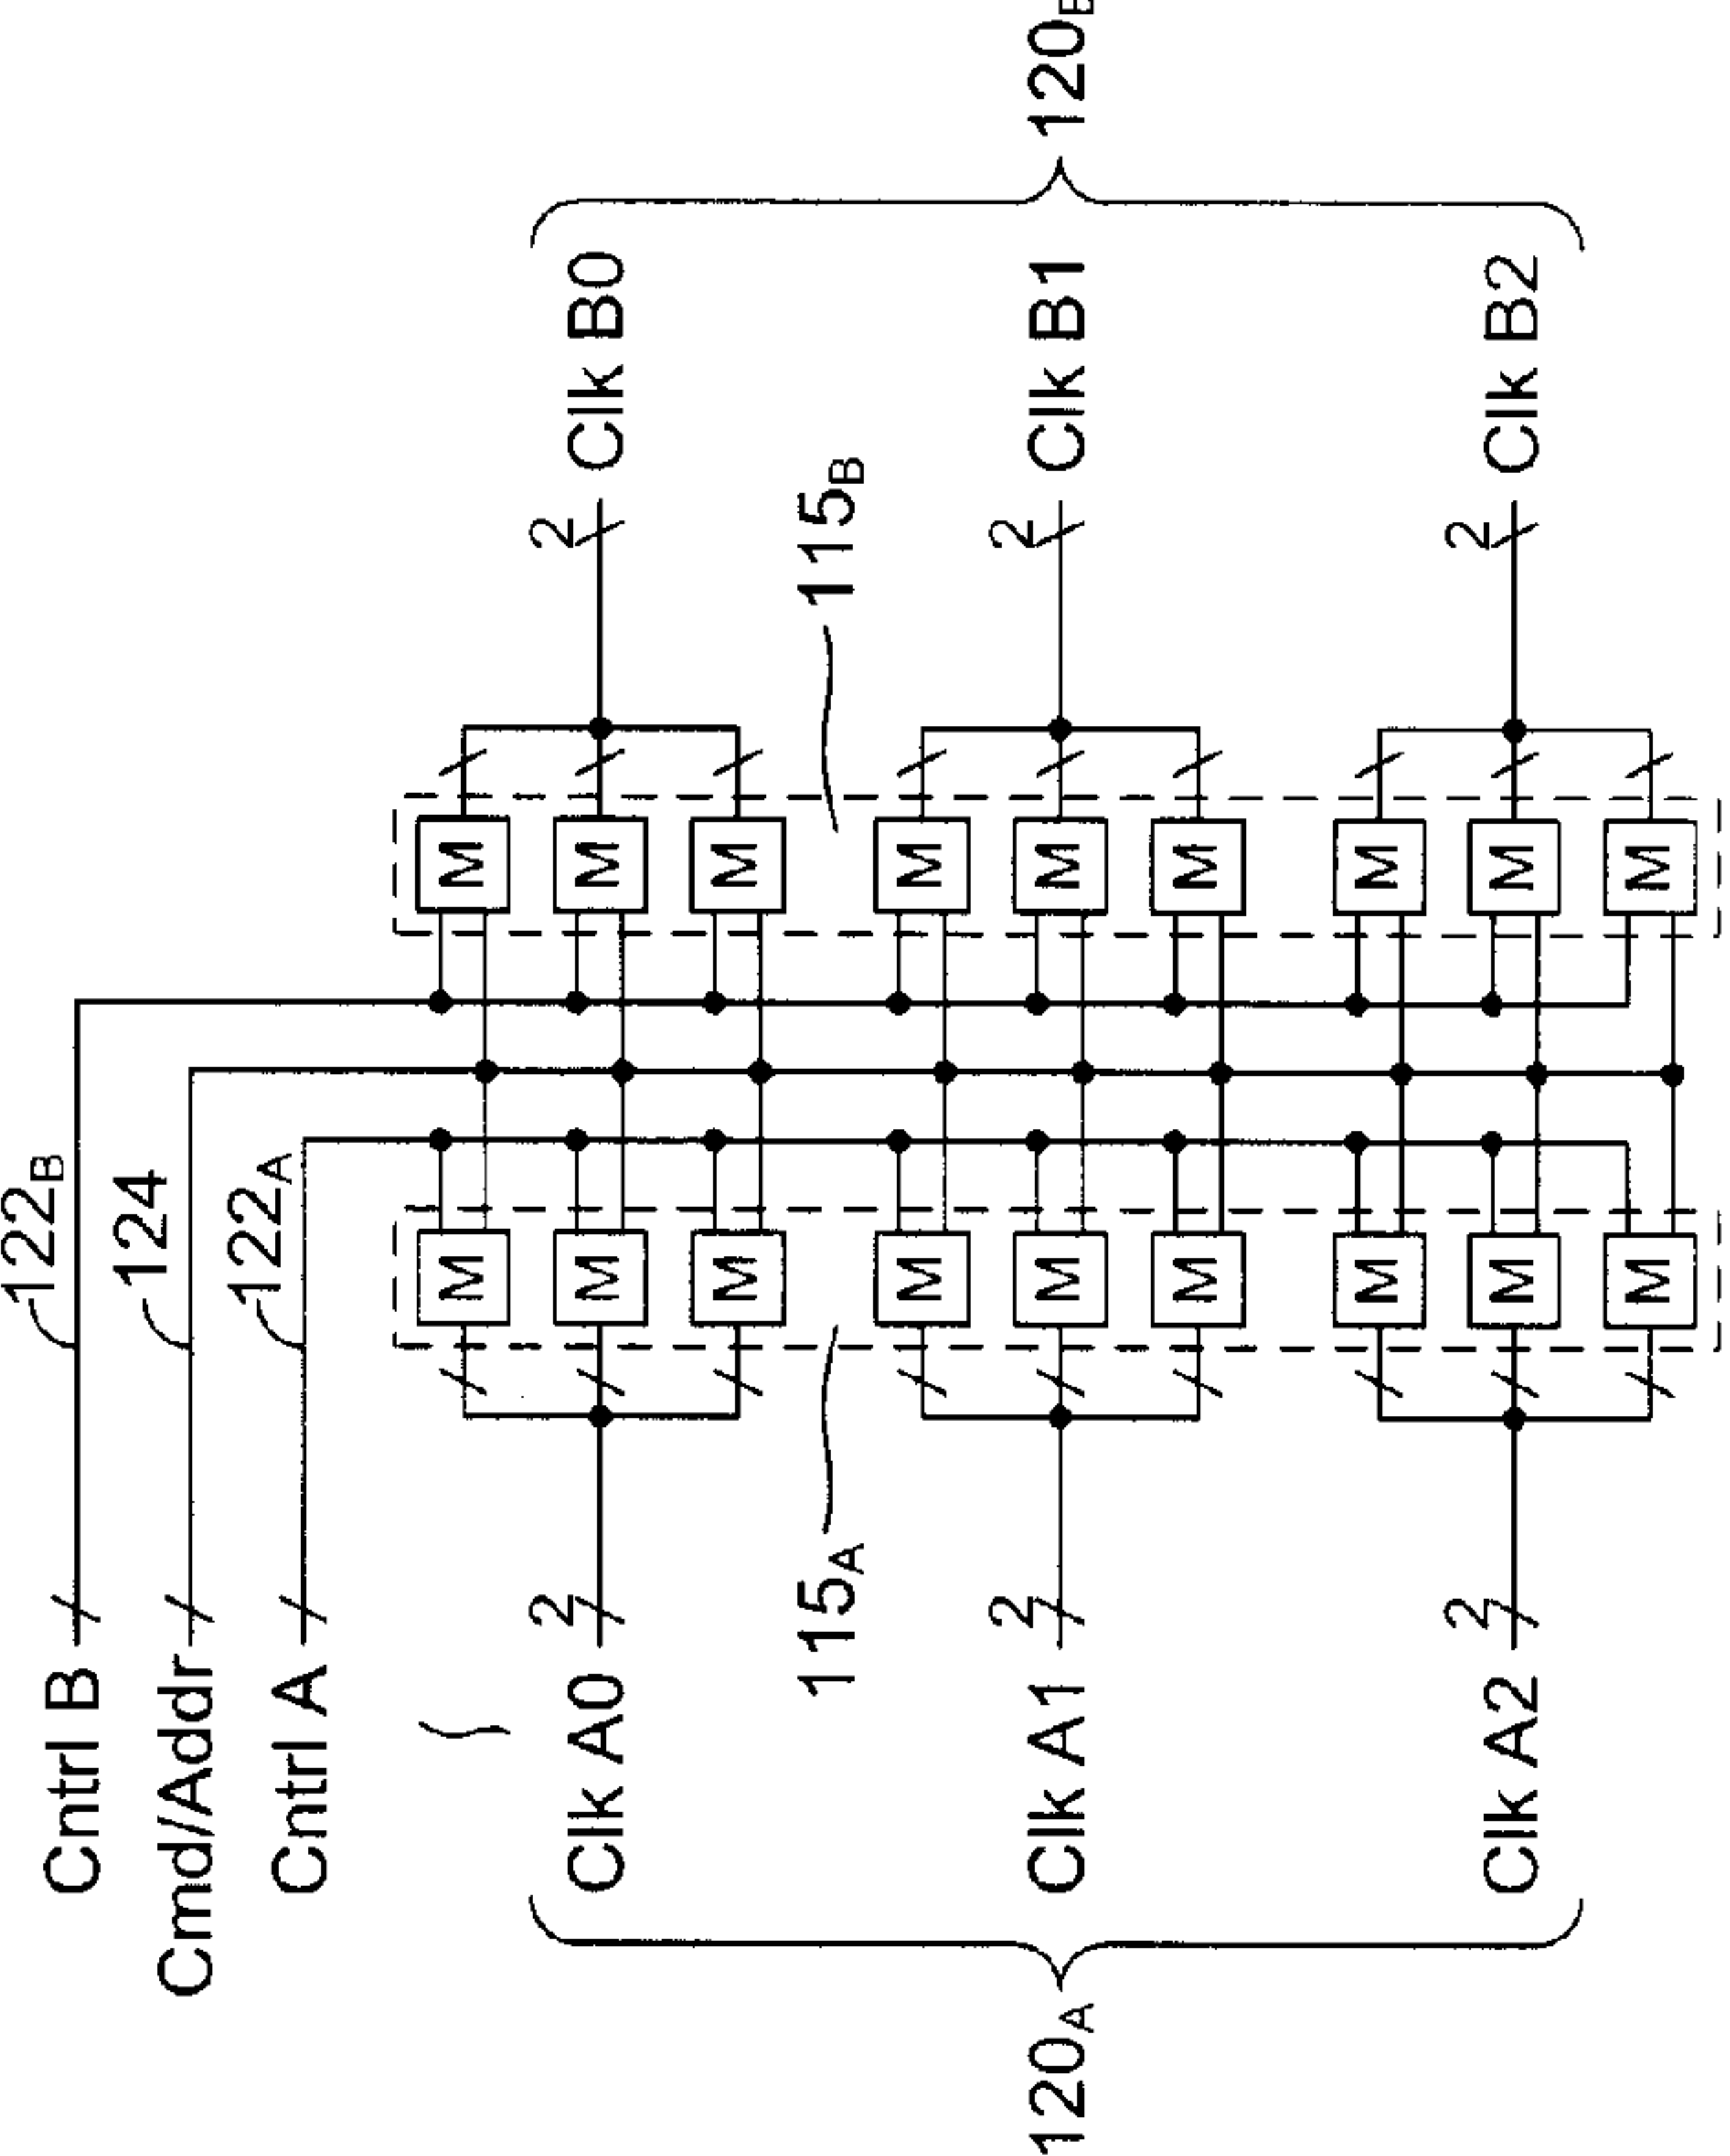 122B
Cntrl B
124
Cmd/Addr
122A
Cntrl A
M M
2 2
Clk A0 M M Clk B0
M M
115A 115B
M M
2 2
120A Clk A1 M M Clk B1 120B
M M
M M
2 2
Clk A2 M M Clk B2
M M